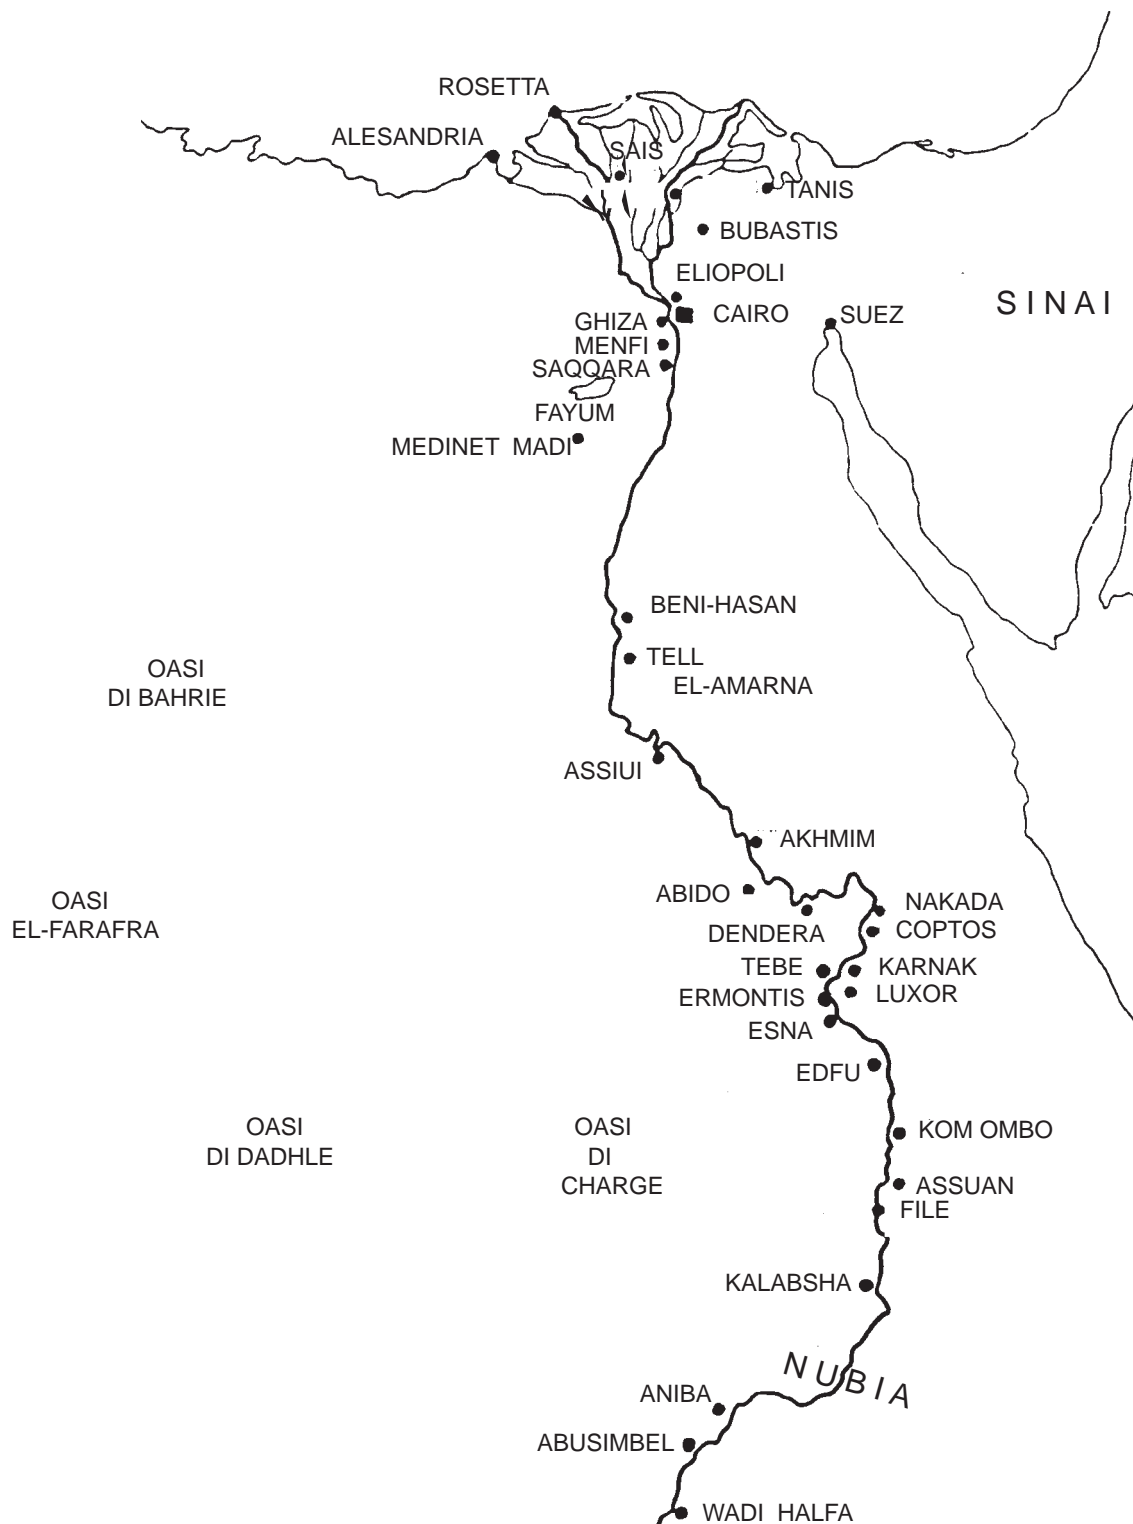 ROSETTA
ALESANDRIA
SAIS
TANIS
BUBASTIS
ELIOPOLI
SINAI
CAIRO
SUEZ
GHIZA
MENFI
SAQQARA
FAYUM
MEDINET MADI
BENI-HASAN
TELL
EL-AMARNA
OASI
DI BAHRIE
ASSIUI
AKHMIM
ABIDO
OASI
EL-FARAFRA
NAKADA
COPTOS
DENDERA
TEBE
KARNAK
ERMONTIS
LUXOR
ESNA
EDFU
OASI
DI DADHLE
OASI
DI
CHARGE
KOM OMBO
ASSUAN
FILE
KALABSHA
NUBIA
ANIBA
ABUSIMBEL
WADI HALFA